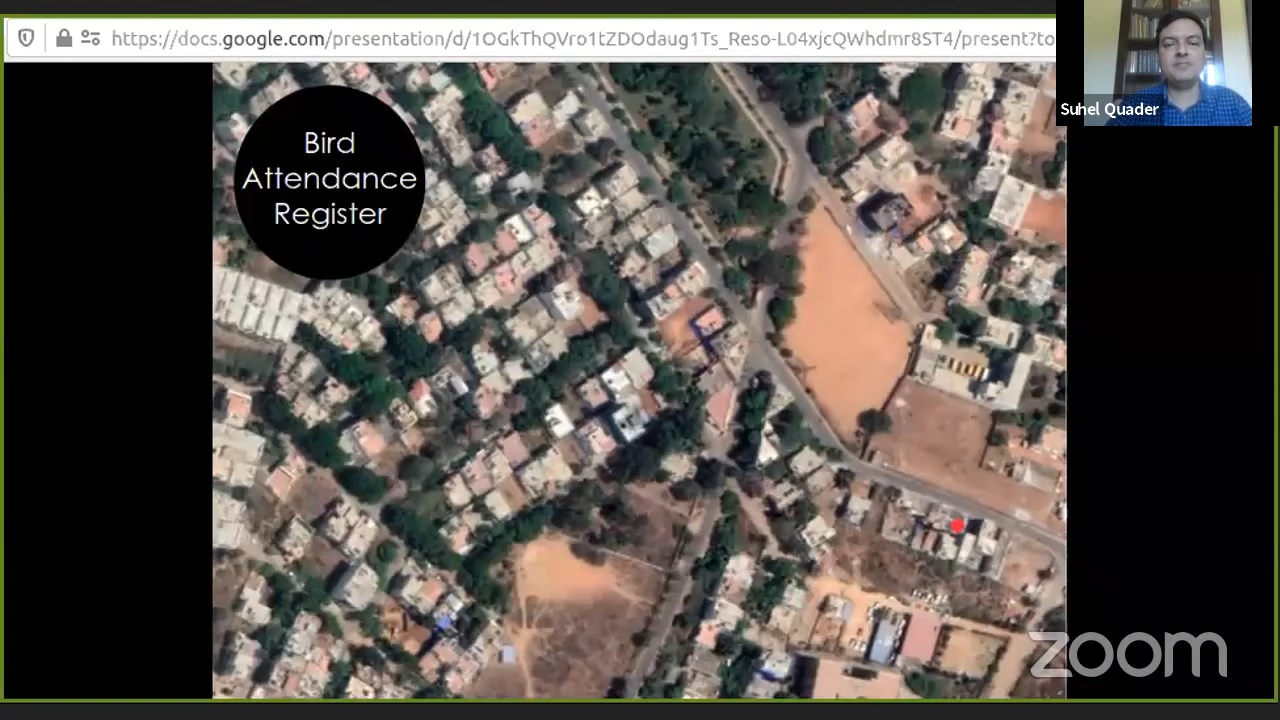 https://docs.google.com/presentation/d/1OGkThQVro1tZDOdaug1Ts_Reso-L04xjcQWhdmr8ST4/present?to
Suhel Quader
Bird
Attendance
Register
zoom